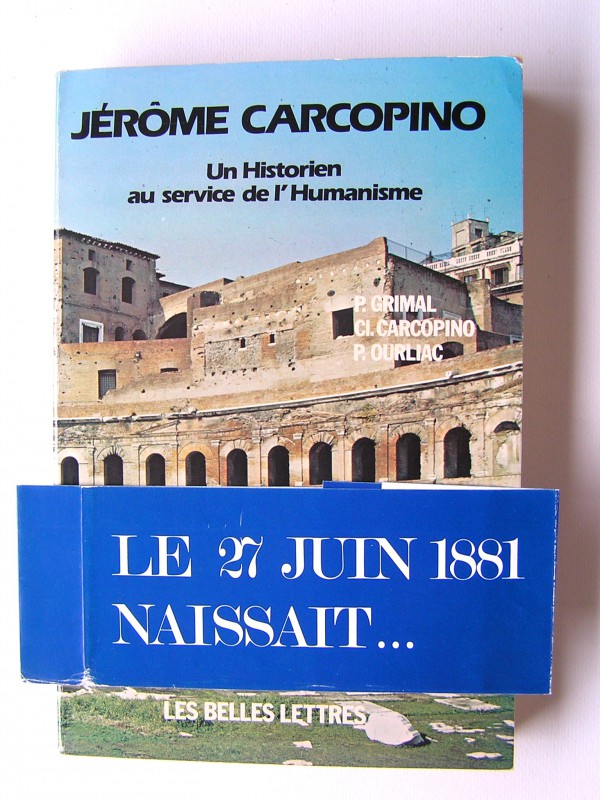 JÉRÔME CARCOPINO
Un Historien
au service de l'Humanisme
P. GRIMAL
Cl. CARCOPINO
P. OURLIAC
LE 27 JUIN 1881
NAISSAIT...
LES BELLES LETTRES